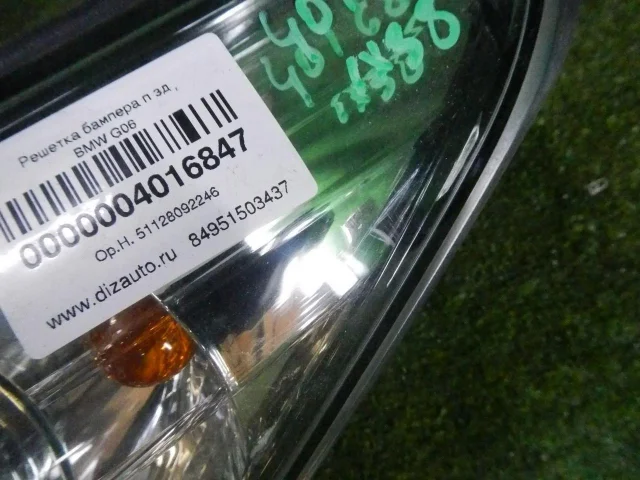 Решетка бампера п зд ,
BMW G06
0000004016847
Ор.Н. 51128092246
www.dizauto.ru 84951503437